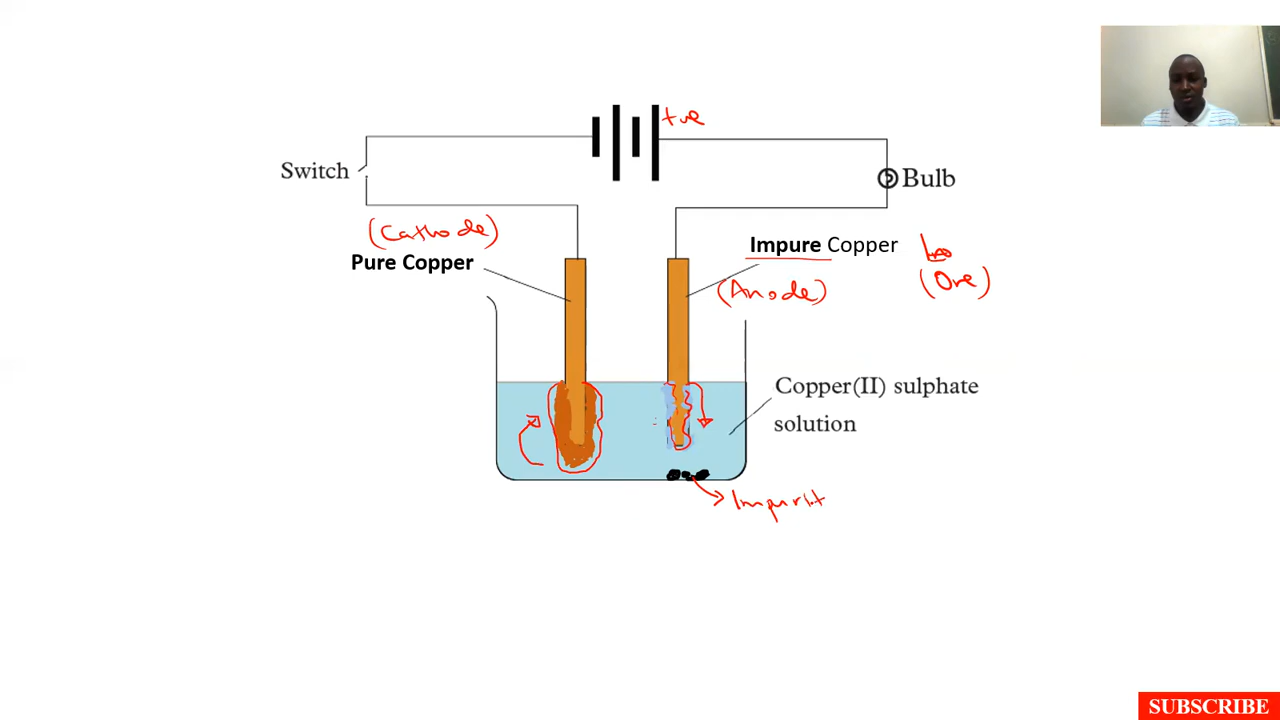 +ve
Switch
Bulb
(Cathode)
Pure Copper
Impure Copper
(Anode)
(Ore)
Copper(II) sulphate
solution
Impurit
SUBSCRIBE